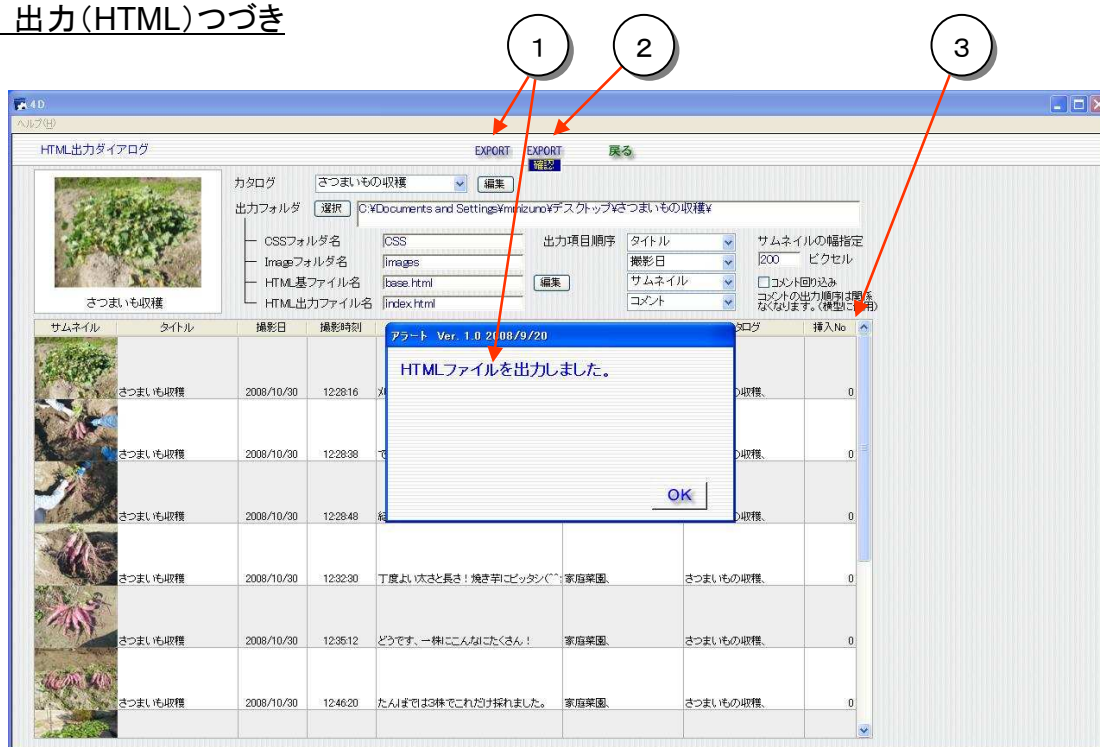 出力（HTML）つづき
1 2 3
4D
ヘルプ(H)
HTML出力ダイアログ EXPORT EXPORT 戻る
確認
カタログ さつまいもの収穫 編集
出力フォルダ 選択 C:¥Documents and Settings¥mmizuno¥デスクトップ¥さつまいもの収穫¥
CSSフォルダ名 CSS 出力項目順序 タイトル サムネイルの幅指定
Imageフォルダ名 images 撮影日 200 ピクセル
HTML基ファイル名 base.html 編集 サムネイル コメント回り込み
さつまいも収穫 HTML出力ファイル名 index.html コメント コメントの出力順序は関係
なくなります。(横型に使用)
サムネイル タイトル 撮影日 撮影時刻 タログ 挿入No
アラート Ver. 1.0 2008/9/20
HTMLファイルを出力しました。
OK
さつまいも収穫 2008/10/30 12:28:16 の収穫、 0
さつまいも収穫 2008/10/30 12:28:38 で の収穫、 0
さつまいも収穫 2008/10/30 12:28:48 の収穫、 0
さつまいも収穫 2008/10/30 12:32:30 丁度よい太さと長さ！焼き芋にピッタシ(^^; 家庭菜園、 さつまいもの収穫、 0
さつまいも収穫 2008/10/30 12:35:12 どうです、一株にこんなにたくさん！ 家庭菜園、 さつまいもの収穫、 0
さつまいも収穫 2008/10/30 12:46:20 たんばでは3株でこれだけ採れました。 家庭菜園、 さつまいもの収穫、 0